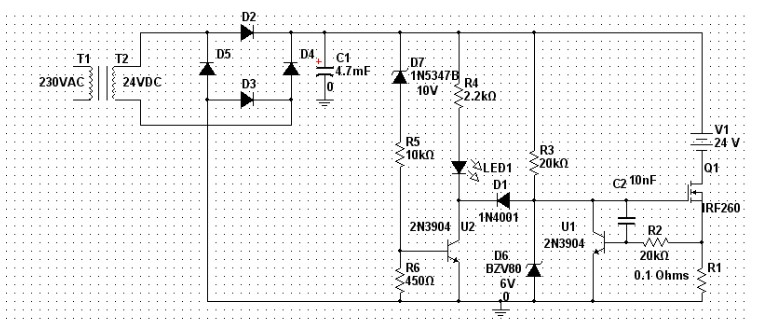 D2
T1
T2
D5
D4
C1
4.7mF
0
230VAC
24VDC
D3
D7
1N5347B
10V
R4
2.2kΩ
R5
10kΩ
LED1
R3
20kΩ
V1
24 V
D1
1N4001
C2
10nF
Q1
IRF260
2N3904
U2
U1
2N3904
R2
20kΩ
D6
BZV80
6V
0
R6
450Ω
0.1 Ohms
R1